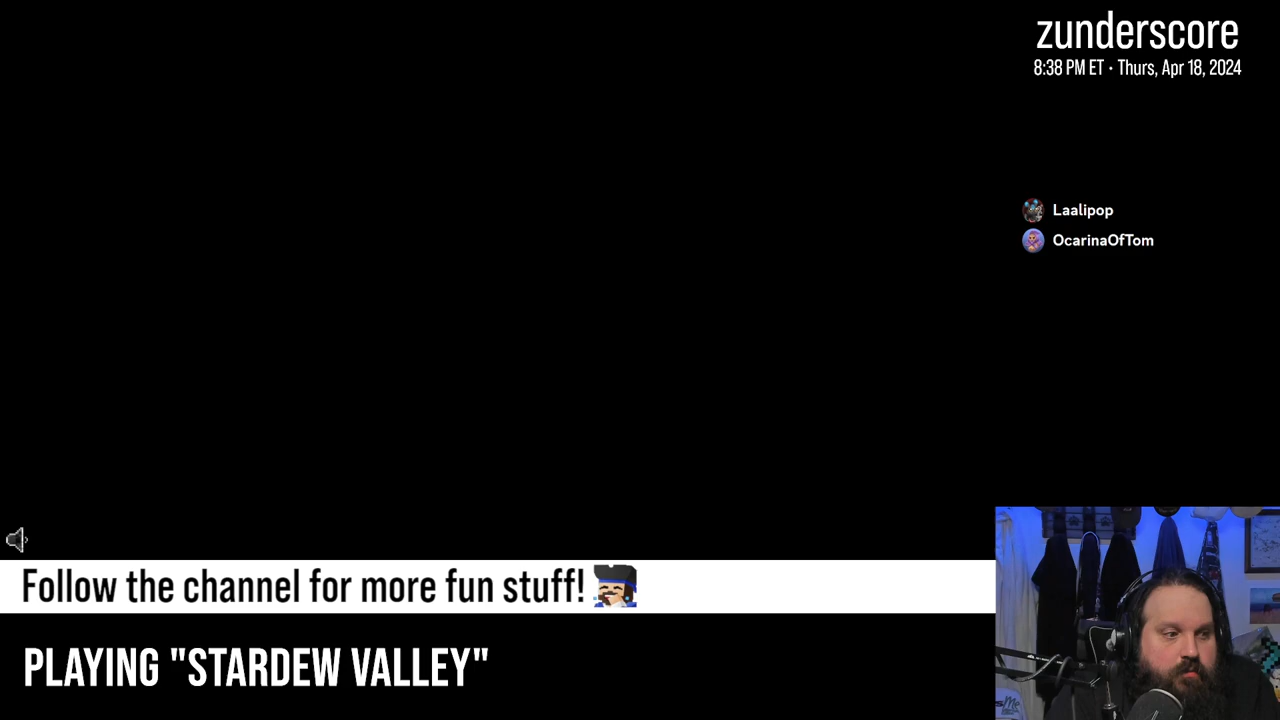 zunderscore
8:38 PM ET · Thurs, Apr 18, 2024
Laalipop
OcarinaOfTom
Follow the channel for more fun stuff!
PLAYING "STARDEW VALLEY"